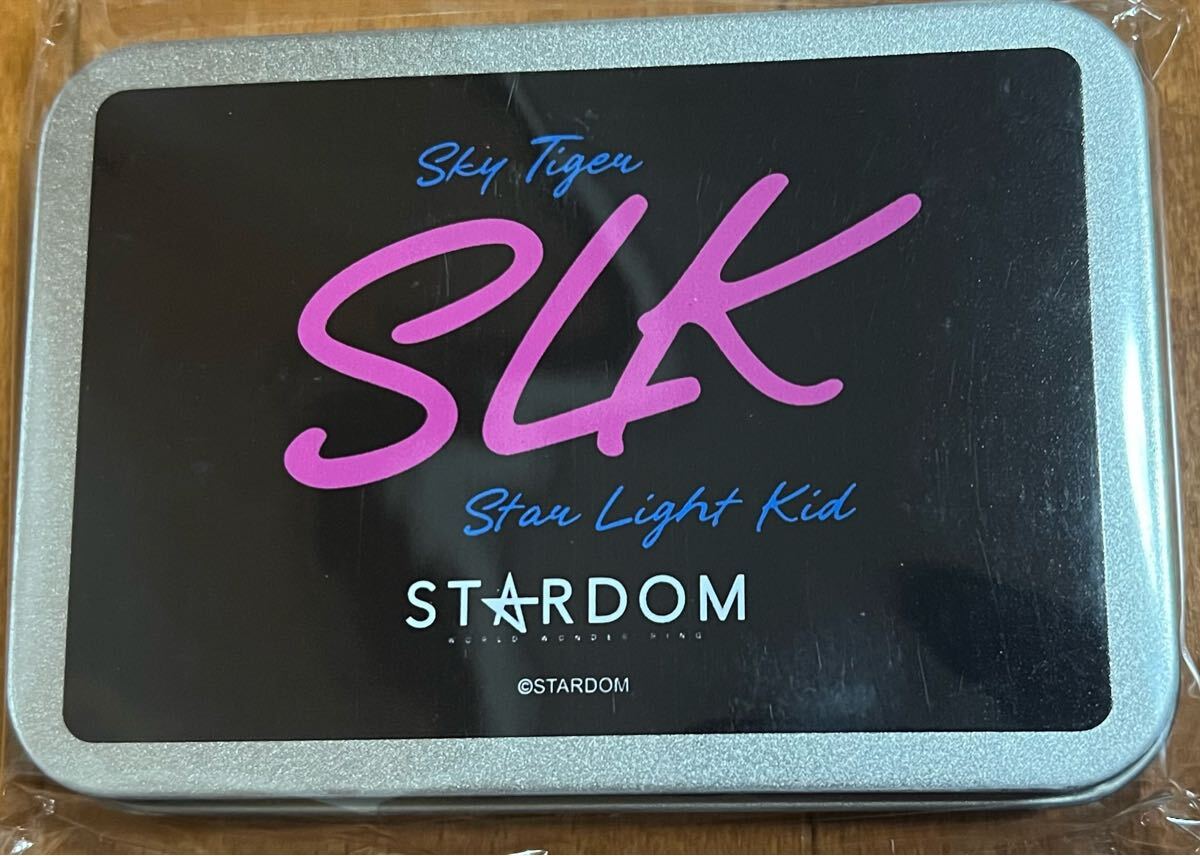 Sky Tiger
SLK
Star Light Kid
STARDOM
WORLD WONDER RING
©STARDOM